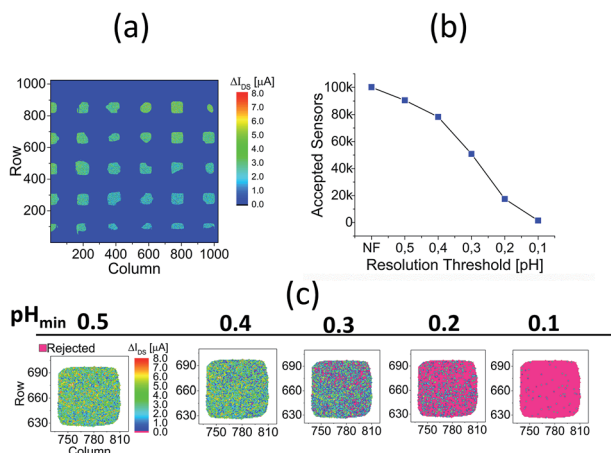 (a)
(b)
ΔI_DS [µA]
1000
800
600
400
200
Row
200 400 600 800 1000
Column
8.0
7.0
6.0
5.0
4.0
3.0
2.0
1.0
0.0
Accepted Sensors
100k
80k
60k
40k
20k
0
NF 0,5 0,4 0,3 0,2 0,1
Resolution Threshold [pH]
(c)
pHmin 0.5 0.4 0.3 0.2 0.1
Rejected
ΔI_DS [µA]
Row
690
660
630
750 780 810
Column
8.0
7.0
6.0
5.0
4.0
3.0
2.0
1.0
0.0
690
660
630
750 780 810
690
660
630
750 780 810
690
660
630
750 780 810
690
660
630
750 780 810